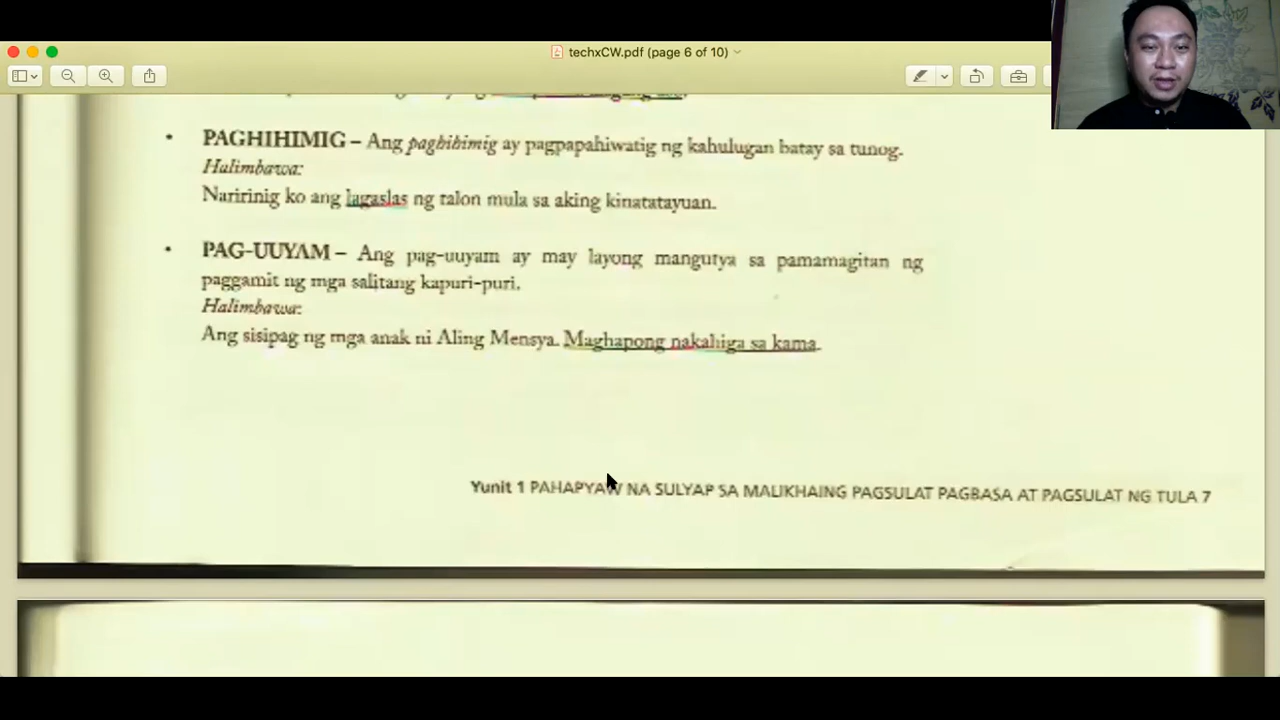 techxCW.pdf (page 6 of 10)
• PAGHIHIMIG – Ang paghihimig ay pagpapahiwatig ng kahulugan batay sa tunog.
Halimbawa:
Naririnig ko ang lagaslas ng talon mula sa aking kinatatayuan.
• PAG-UUYAM – Ang pag-uuyam ay may layong mangutya sa pamamagitan ng
paggamit ng mga salitang kapuri-puri.
Halimbawa:
Ang sisipag ng mga anak ni Aling Mensya. Maghapong nakahiga sa kama.
Yunit 1 PAHAPYAW NA SULYAP SA MALIKHAING PAGSULAT PAGBASA AT PAGSULAT NG TULA 7